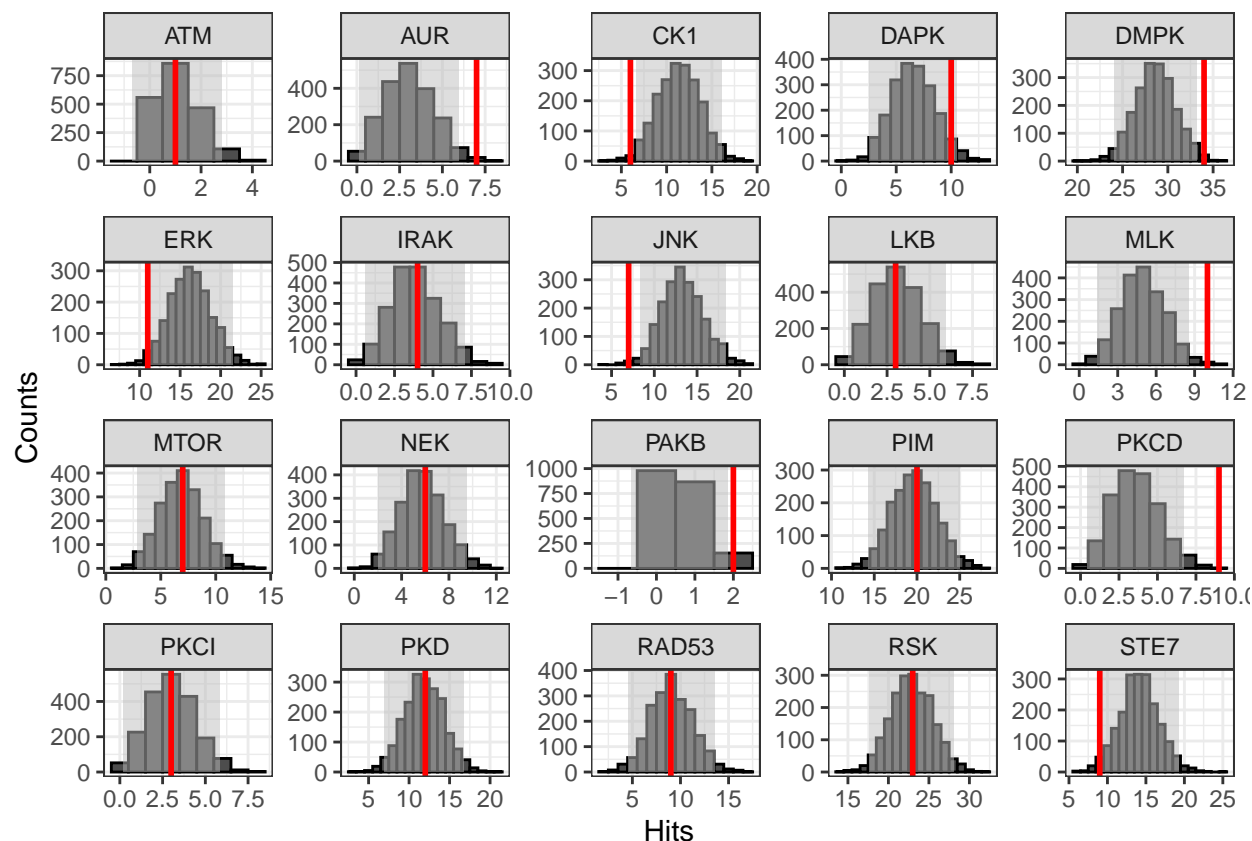 ATM AUR CK1 DAPK DMPK
750 500 250 0
400 200 0
300 200 100 0
400 300 200 100 0
300 200 100 0
0 2 4
0.0 2.5 5.0 7.5
5 10 15 20
0 5 10
20 25 30 35
ERK IRAK JNK LKB MLK
300 200 100 0
500 400 300 200 100 0
300 200 100 0
400 200 0
400 300 200 100 0
10 15 20 25
0.0 2.5 5.0 7.5 10.0
5 10 15 20
0.0 2.5 5.0 7.5
0 3 6 9 12
Counts
MTOR NEK PAKB PIM PKCD
400 300 200 100 0
400 300 200 100 0
1000 750 500 250 0
300 200 100 0
500 400 300 200 100 0
0 5 10 15
0 4 8 12
−1 0 1 2
10 15 20 25
0.0 2.5 5.0 7.5 10.0
PKCI PKD RAD53 RSK STE7
400 200 0
300 200 100 0
400 300 200 100 0
300 200 100 0
300 200 100 0
0.0 2.5 5.0 7.5
5 10 15 20
5 10 15
15 20 25 30
5 10 15 20 25
Hits